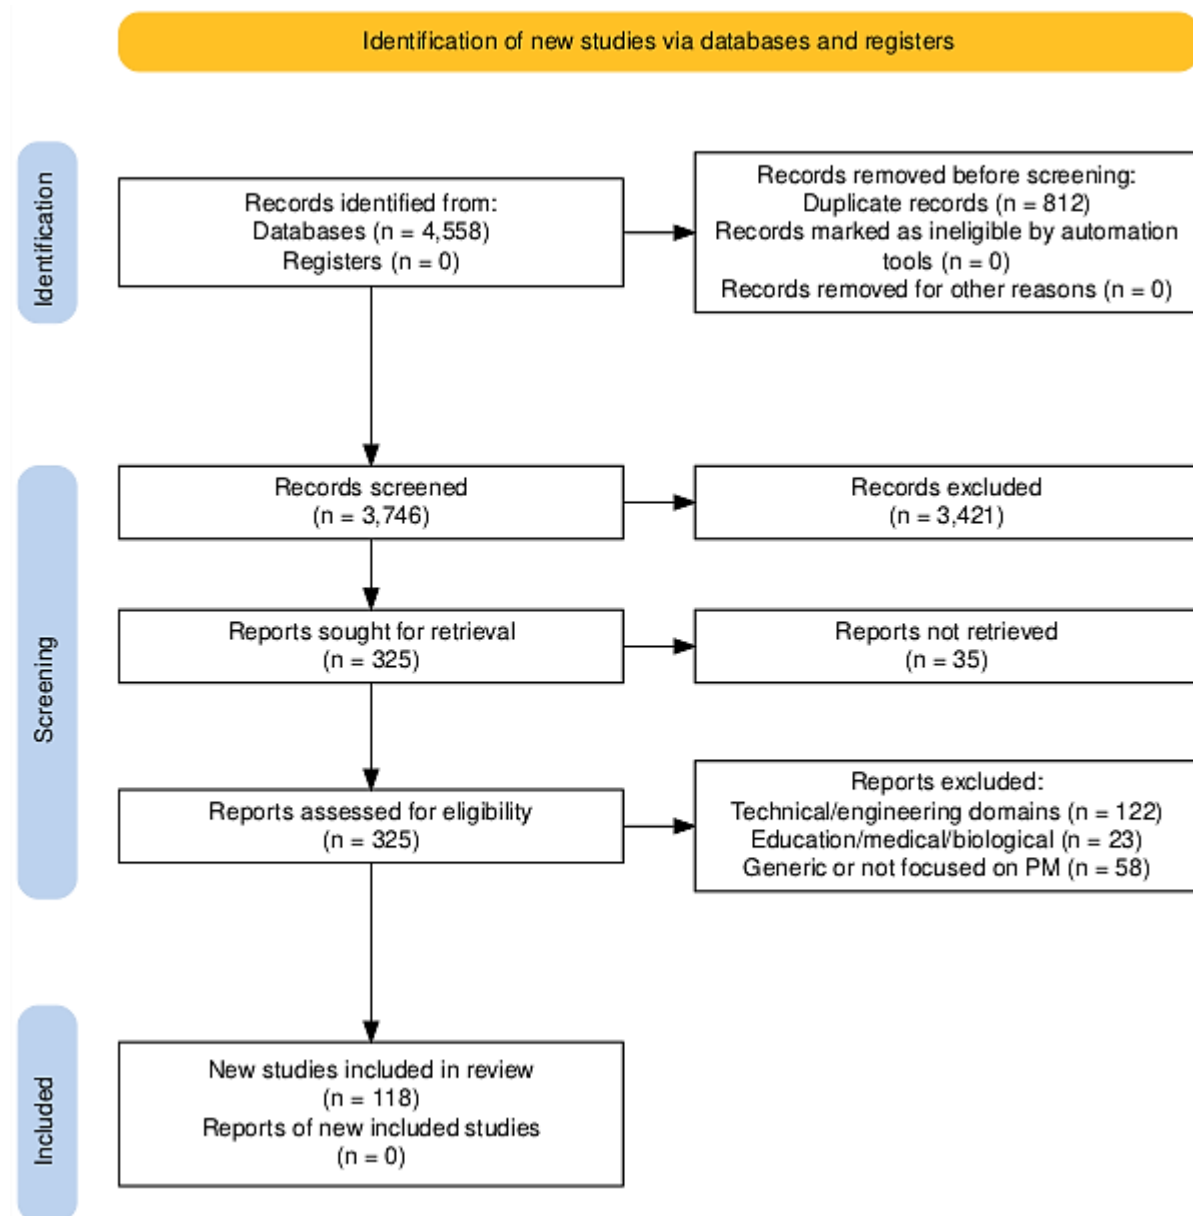 Identification of new studies via databases and registers
Identification
Records identified from:
Databases (n = 4,558)
Registers (n = 0)
Records removed before screening:
Duplicate records (n = 812)
Records marked as ineligible by automation
tools (n = 0)
Records removed for other reasons (n = 0)
Screening
Records screened
(n = 3,746)
Records excluded
(n = 3,421)
Reports sought for retrieval
(n = 325)
Reports not retrieved
(n = 35)
Reports assessed for eligibility
(n = 325)
Reports excluded:
Technical/engineering domains (n = 122)
Education/medical/biological (n = 23)
Generic or not focused on PM (n = 58)
Included
New studies included in review
(n = 118)
Reports of new included studies
(n = 0)